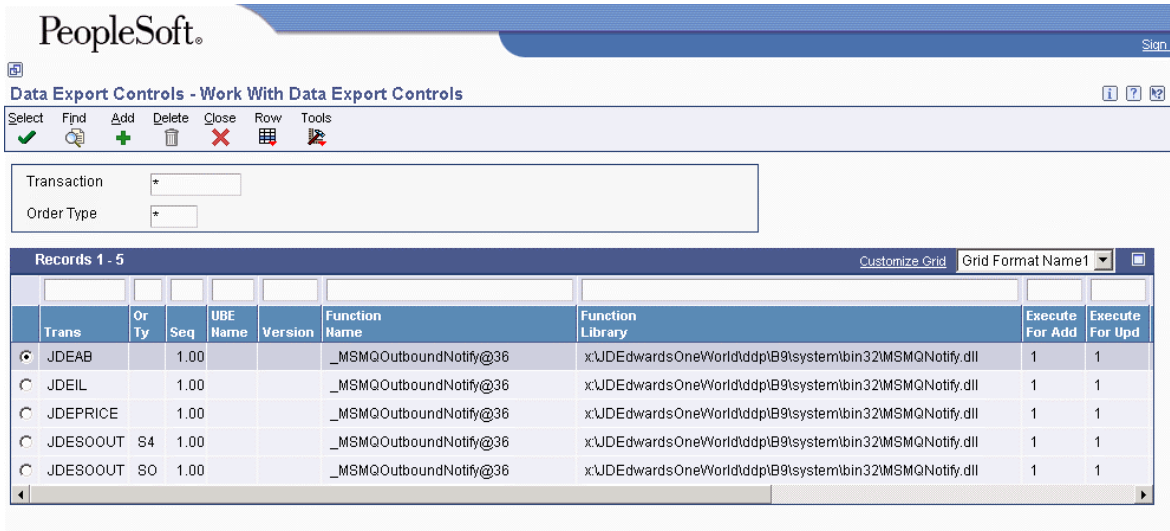 PeopleSoft®
Sign
Data Export Controls - Work With Data Export Controls
Select Find Add Delete Close Row Tools
Transaction *
Order Type *
Records 1 - 5 Customize Grid Grid Format Name1
Trans Or Ty Seq UBE Name Version Function Name Function Library Execute For Add Execute For Upd
JDEAB 1.00 _MSMQOutboundNotify@36 x:\JDEdwardsOneWorld\ddp\B9\system\bin32\MSMQNotify.dll 1 1
JDEIL 1.00 _MSMQOutboundNotify@36 x:\JDEdwardsOneWorld\ddp\B9\system\bin32\MSMQNotify.dll 1 1
JDEPRICE 1.00 _MSMQOutboundNotify@36 x:\JDEdwardsOneWorld\ddp\B9\system\bin32\MSMQNotify.dll 1 1
JDESOOUT S4 1.00 _MSMQOutboundNotify@36 x:\JDEdwardsOneWorld\ddp\B9\system\bin32\MSMQNotify.dll 1 1
JDESOOUT SO 1.00 _MSMQOutboundNotify@36 x:\JDEdwardsOneWorld\ddp\B9\system\bin32\MSMQNotify.dll 1 1